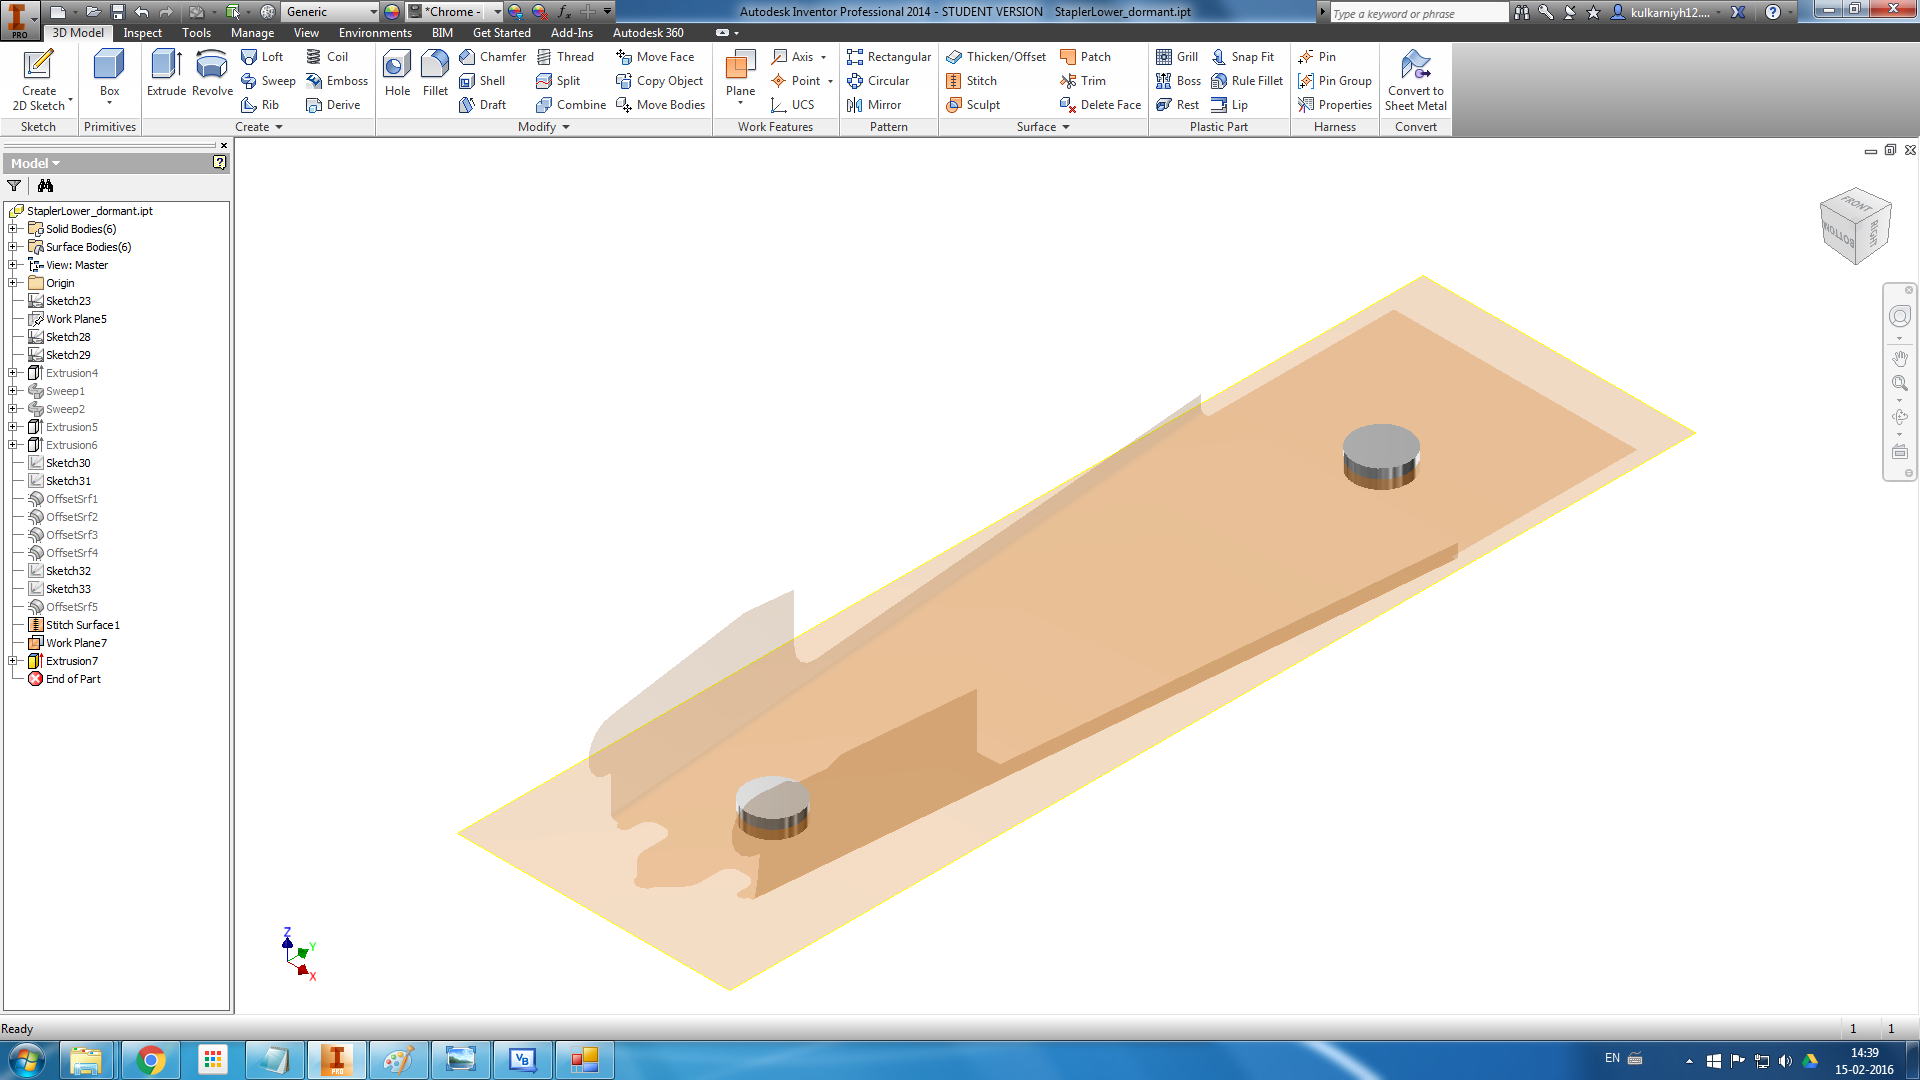 Generic
*Chrome -
Autodesk Inventor Professional 2014 - STUDENT VERSION StaplerLower_dormant.ipt
Type a keyword or phrase
kulkarniyh12....
PRO
3D Model Inspect Tools Manage View Environments BIM Get Started Add-Ins Autodesk 360
Create
2D Sketch
Box
Extrude
Revolve
Loft
Sweep
Rib
Coil
Emboss
Derive
Hole
Fillet
Chamfer
Shell
Draft
Thread
Split
Combine
Move Face
Copy Object
Move Bodies
Plane
Axis
Point
UCS
Rectangular
Circular
Mirror
Thicken/Offset
Stitch
Sculpt
Patch
Trim
Delete Face
Grill
Boss
Rest
Snap Fit
Rule Fillet
Lip
Pin
Pin Group
Properties
Convert to
Sheet Metal
Sketch Primitives Create Modify Work Features Pattern Surface Plastic Part Harness Convert
Model
StaplerLower_dormant.ipt
Solid Bodies(6)
Surface Bodies(6)
View: Master
Origin
Sketch23
Work Plane5
Sketch28
Sketch29
Extrusion4
Sweep1
Sweep2
Extrusion5
Extrusion6
Sketch30
Sketch31
OffsetSrf1
OffsetSrf2
OffsetSrf3
OffsetSrf4
Sketch32
Sketch33
OffsetSrf5
Stitch Surface1
Work Plane7
Extrusion7
End of Part
FRONT
BOTTOM
RIGHT
Z
Y
X
Ready
1 1
PRO
VB
EN
14:39
15-02-2016